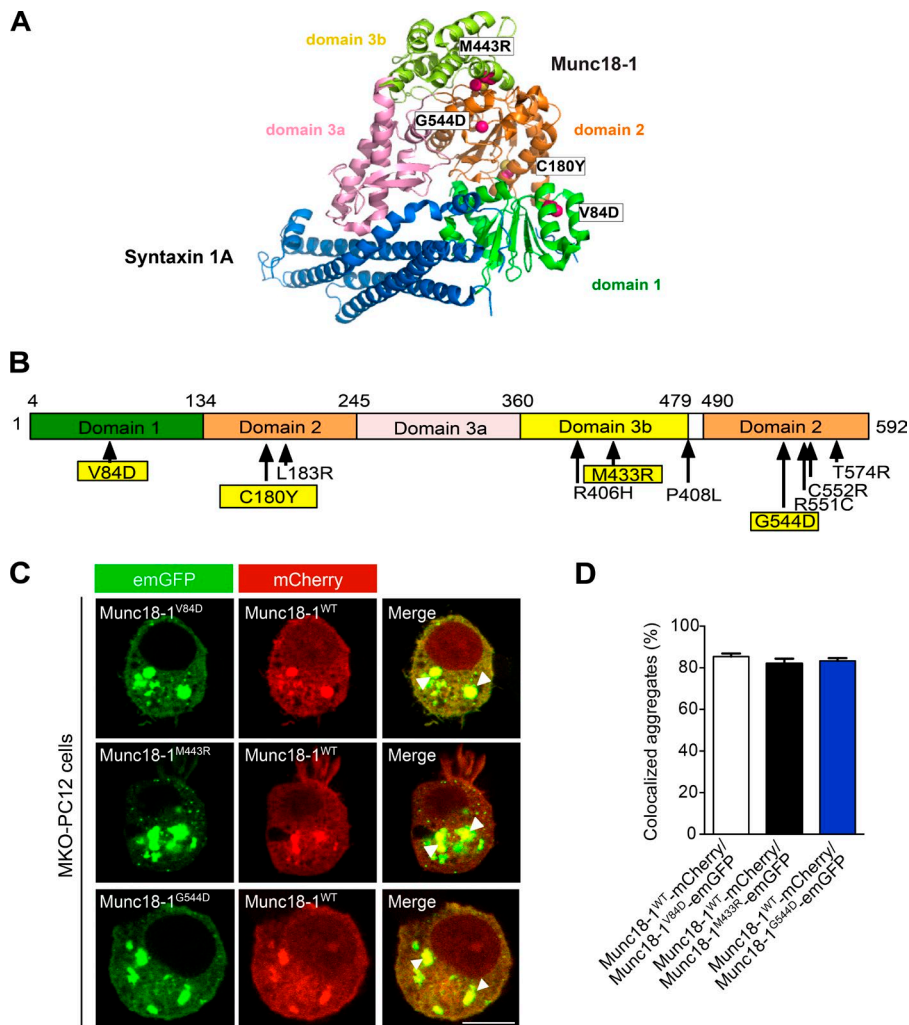 A
domain 3b
M443R
Munc18-1
domain 3a
G544D
domain 2
C180Y
V84D
Syntaxin 1A
domain 1
B
4 134 245 360 479 490
1 Domain 1 Domain 2 Domain 3a Domain 3b Domain 2 592
V84D
C180Y
L183R
R406H
M433R
P408L
G544D
R551C
C552R
T574R
C
emGFP mCherry
MKO-PC12 cells
Munc18-1V84D Munc18-1WT Merge
Munc18-1M443R Munc18-1WT Merge
Munc18-1G544D Munc18-1WT Merge
D
Colocalized aggregates (%)
100
80
60
40
20
0
Munc18-1WT-mCherry/
Munc18-1V84D-emGFP
Munc18-1WT-mCherry/
Munc18-1M433R-emGFP
Munc18-1WT-mCherry/
Munc18-1G544D-emGFP